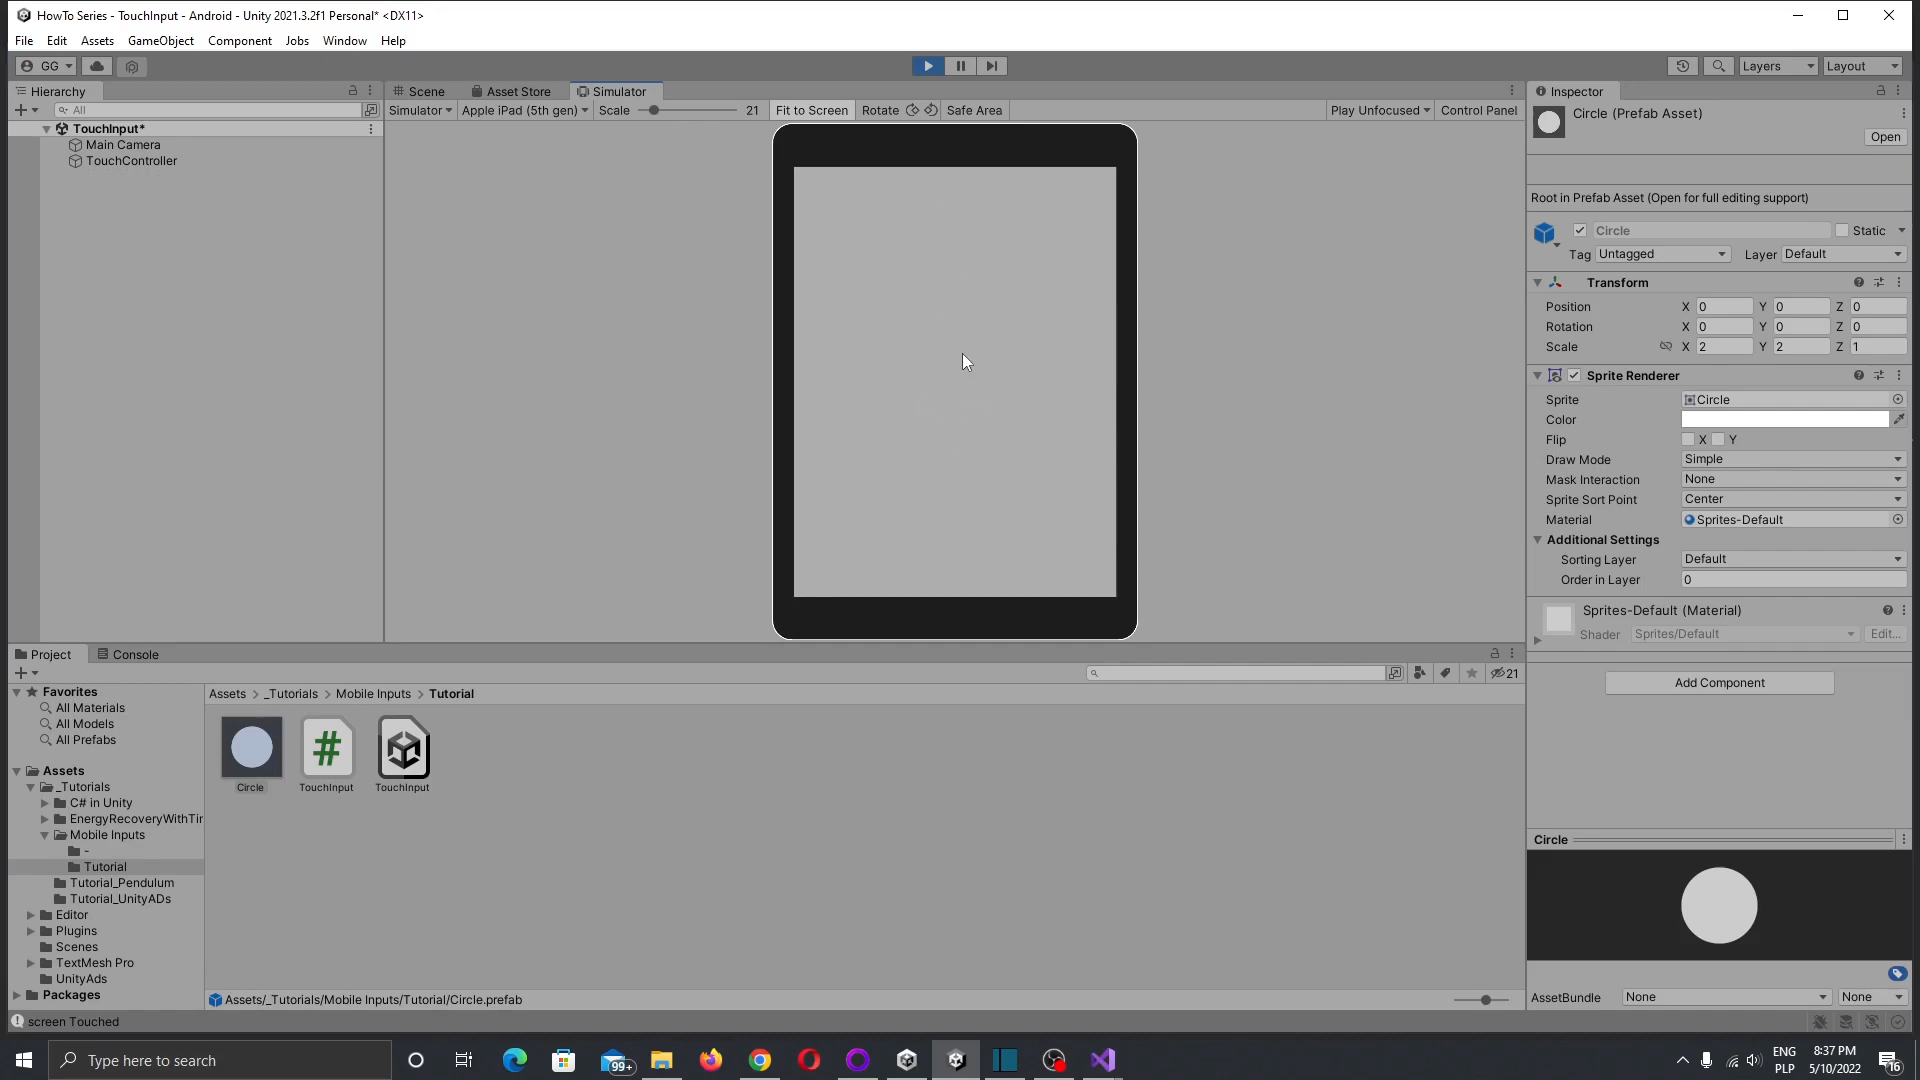 HowTo Series - TouchInput - Android - Unity 2021.3.2f1 Personal* <DX11>
File Edit Assets GameObject Component Jobs Window Help
GG Layers Layout
Hierarchy
All
TouchInput*
Main Camera
TouchController
Scene Asset Store Simulator
Simulator Apple iPad (5th gen) Scale 21 Fit to Screen Rotate Safe Area Play Unfocused Control Panel
Inspector
Circle (Prefab Asset)
Open
Root in Prefab Asset (Open for full editing support)
Circle Static
Tag Untagged Layer Default
Transform
Position X 0 Y 0 Z 0
Rotation X 0 Y 0 Z 0
Scale X 2 Y 2 Z 1
Sprite Renderer
Sprite Circle
Color
Flip X Y
Draw Mode Simple
Mask Interaction None
Sprite Sort Point Center
Material Sprites-Default
Additional Settings
Sorting Layer Default
Order in Layer 0
Sprites-Default (Material)
Shader Sprites/Default Edit...
Add Component
Circle
AssetBundle None None
Project Console
21
Favorites
All Materials
All Models
All Prefabs
Assets
_Tutorials
C# in Unity
EnergyRecoveryWithTir
Mobile Inputs
-
Tutorial
Tutorial_Pendulum
Tutorial_UnityADs
Editor
Plugins
Scenes
TextMesh Pro
UnityAds
Packages
Assets > _Tutorials > Mobile Inputs > Tutorial
Circle TouchInput TouchInput
Assets/_Tutorials/Mobile Inputs/Tutorial/Circle.prefab
screen Touched
Type here to search
99+
ENG
PLP
8:37 PM
5/10/2022
16